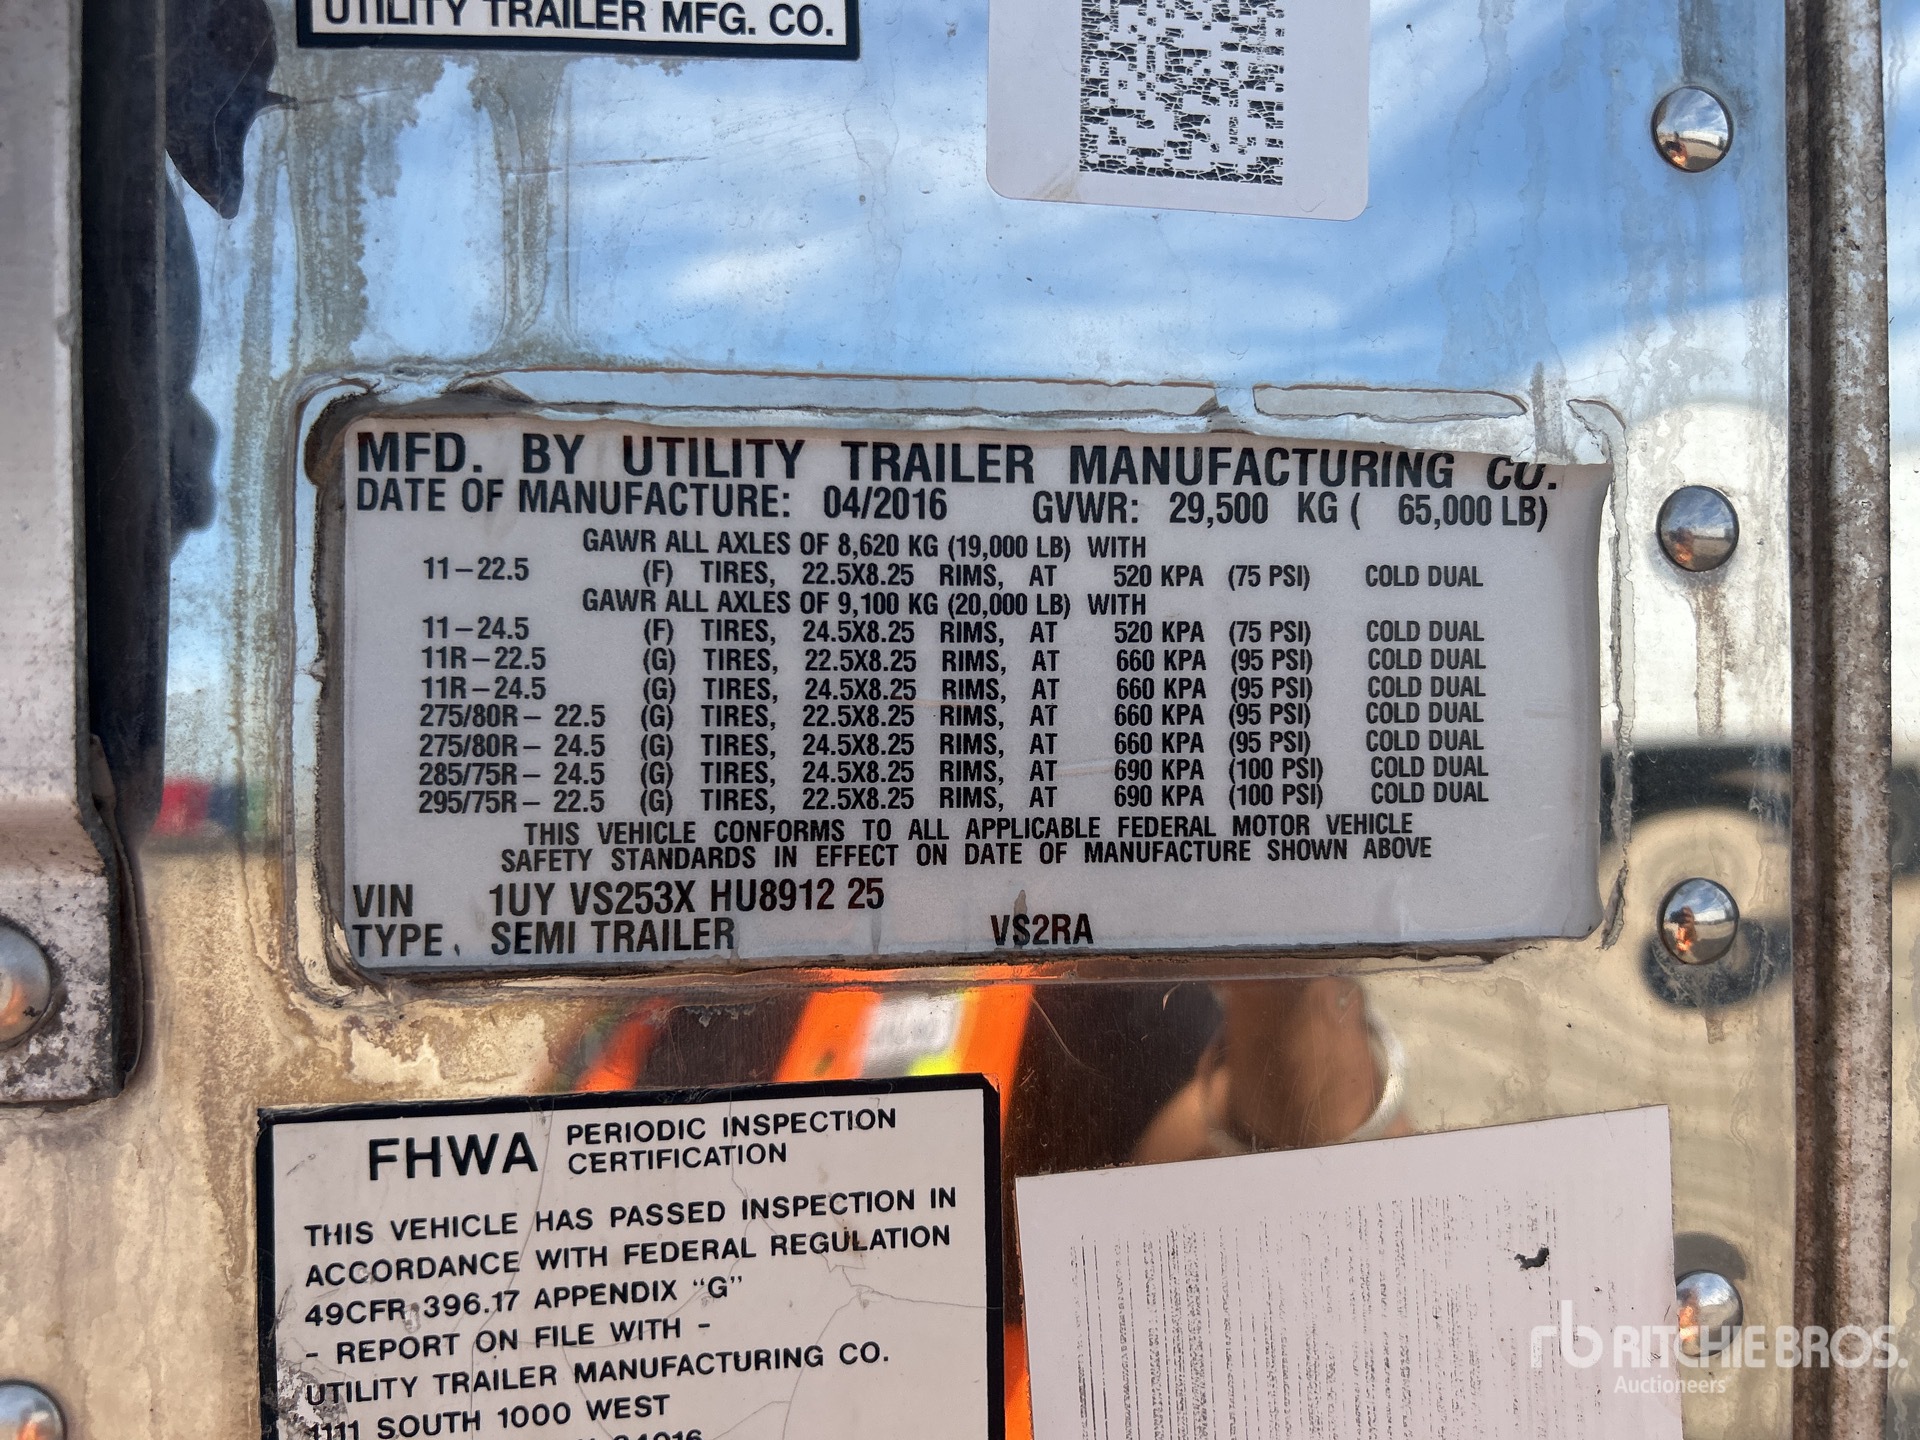 UTILITY TRAILER MFG. CO.
MFD. BY UTILITY TRAILER MANUFACTURING CO.
DATE OF MANUFACTURE: 04/2016 GVWR: 29,500 KG ( 65,000 LB)
GAWR ALL AXLES OF 8,620 KG (19,000 LB) WITH
11-22.5 (F) TIRES, 22.5X8.25 RIMS, AT 520 KPA (75 PSI) COLD DUAL
GAWR ALL AXLES OF 9,100 KG (20,000 LB) WITH
11-24.5 (F) TIRES, 24.5X8.25 RIMS, AT 520 KPA (75 PSI) COLD DUAL
11R-22.5 (G) TIRES, 22.5X8.25 RIMS, AT 660 KPA (95 PSI) COLD DUAL
11R-24.5 (G) TIRES, 24.5X8.25 RIMS, AT 660 KPA (95 PSI) COLD DUAL
275/80R- 22.5 (G) TIRES, 22.5X8.25 RIMS, AT 660 KPA (95 PSI) COLD DUAL
275/80R- 24.5 (G) TIRES, 24.5X8.25 RIMS, AT 660 KPA (95 PSI) COLD DUAL
285/75R- 24.5 (G) TIRES, 24.5X8.25 RIMS, AT 690 KPA (100 PSI) COLD DUAL
295/75R- 22.5 (G) TIRES, 22.5X8.25 RIMS, AT 690 KPA (100 PSI) COLD DUAL
THIS VEHICLE CONFORMS TO ALL APPLICABLE FEDERAL MOTOR VEHICLE
SAFETY STANDARDS IN EFFECT ON DATE OF MANUFACTURE SHOWN ABOVE
VIN 1UY VS253X HU8912 25
TYPE SEMI TRAILER VS2RA
FHWA PERIODIC INSPECTION
CERTIFICATION
THIS VEHICLE HAS PASSED INSPECTION IN
ACCORDANCE WITH FEDERAL REGULATION
49CFR 396.17 APPENDIX "G"
- REPORT ON FILE WITH -
UTILITY TRAILER MANUFACTURING CO.
1111 SOUTH 1000 WEST
84016
rb RITCHIE BROS.
Auctioneers